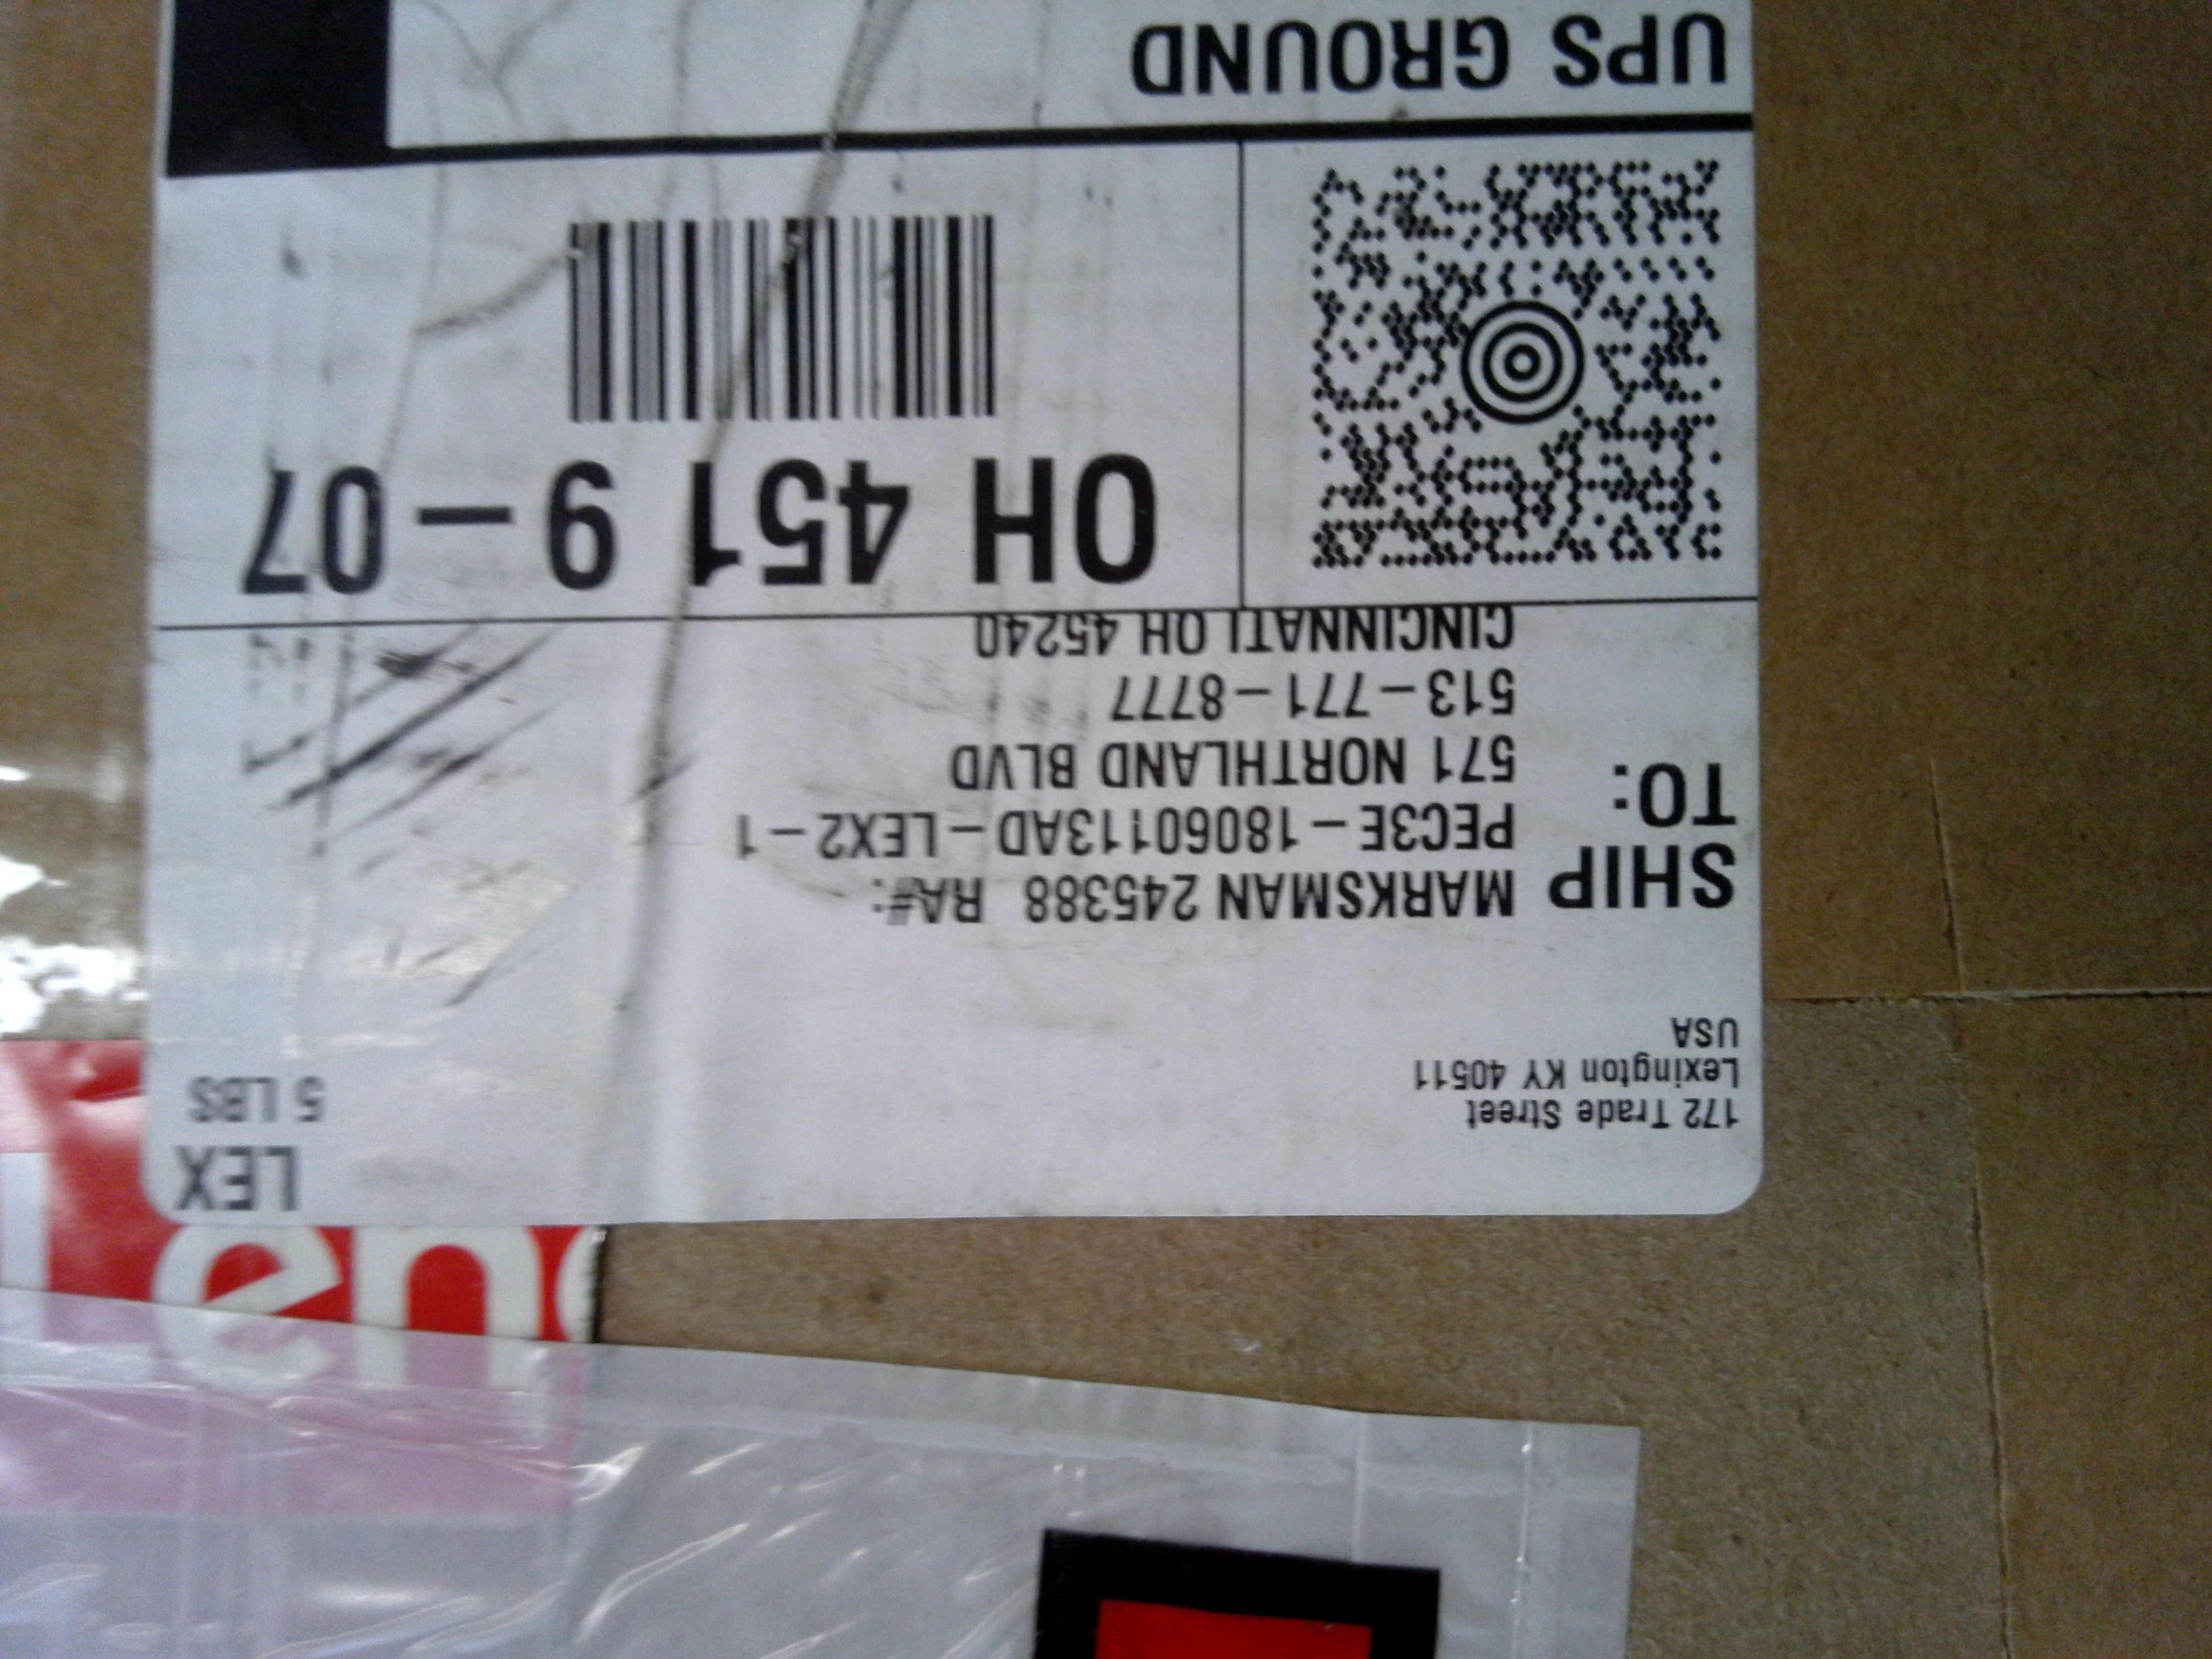 LEX
5 LBS
172 Trade Street
Lexington KY 40511
USA
SHIP
TO:
MARKSMAN 245388 RA#:
PEC3E-18060113AD-LEX2-1
571 NORTHLAND BLVD
513-771-8777
CINCINNATI OH 45240
OH 451 9-07
UPS GROUND
Len